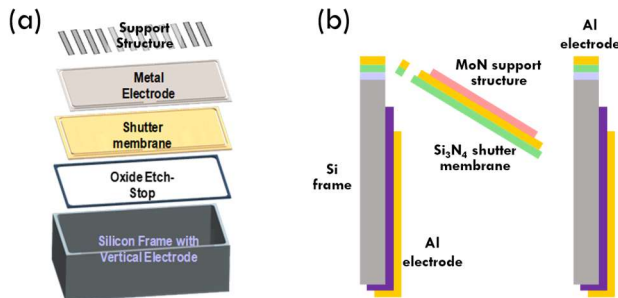 (a)
Support
Structure
Metal
Electrode
Shutter
membrane
Oxide Etch-
Stop
Silicon Frame with
Vertical Electrode
(b)
Al
electrode
MoN support
structure
Si₃N₄ shutter
membrane
Si
frame
Al
electrode